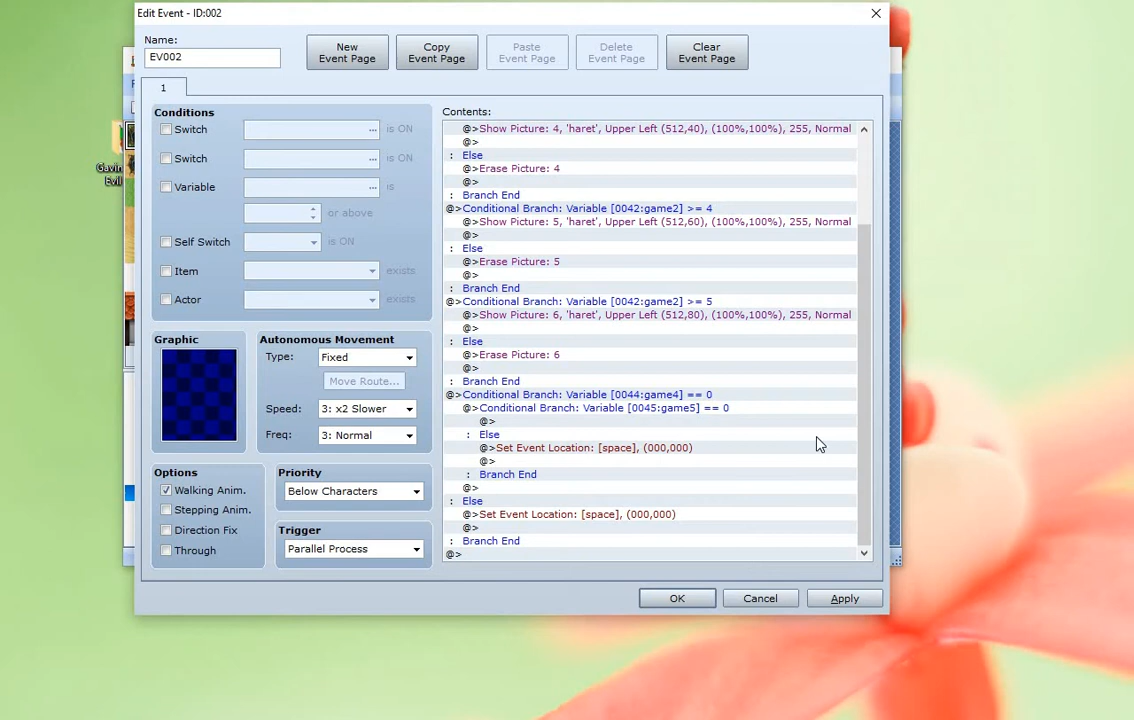 Edit Event - ID:002
Name:
EV002
New
Event Page
Copy
Event Page
Paste
Event Page
Delete
Event Page
Clear
Event Page
1
Conditions
Switch
... is ON
Switch
... is ON
Variable
... is
or above
Self Switch
is ON
Item
exists
Actor
exists
Graphic
Autonomous Movement
Type:
Fixed
Move Route...
Speed:
3: x2 Slower
Freq:
3: Normal
Options
Walking Anim.
Stepping Anim.
Direction Fix
Through
Priority
Below Characters
Trigger
Parallel Process
Contents:
@>Show Picture: 4, 'haret', Upper Left (512,40), (100%,100%), 255, Normal
@>
: Else
@>Erase Picture: 4
@>
: Branch End
@>Conditional Branch: Variable [0042:game2] >= 4
@>Show Picture: 5, 'haret', Upper Left (512,60), (100%,100%), 255, Normal
@>
: Else
@>Erase Picture: 5
@>
: Branch End
@>Conditional Branch: Variable [0042:game2] >= 5
@>Show Picture: 6, 'haret', Upper Left (512,80), (100%,100%), 255, Normal
@>
: Else
@>Erase Picture: 6
@>
: Branch End
@>Conditional Branch: Variable [0044:game4] == 0
@>Conditional Branch: Variable [0045:game5] == 0
@>
: Else
@>Set Event Location: [space], (000,000)
@>
: Branch End
@>
: Else
@>Set Event Location: [space], (000,000)
@>
: Branch End
@>
OK
Cancel
Apply
Gavin
Evil